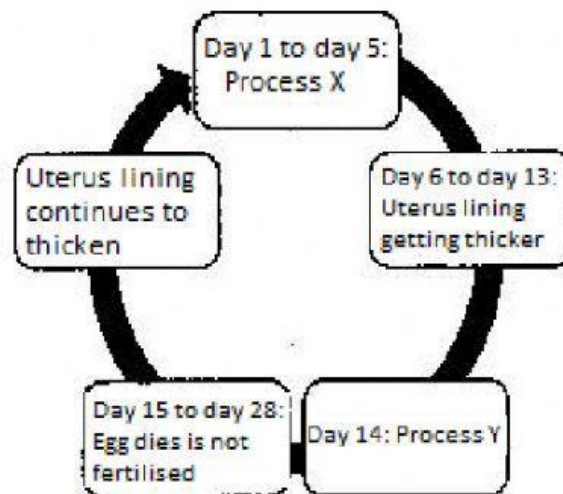 Day 1 to day 5:
Process X
Day 6 to day 13:
Uterus lining
getting thicker
Day 14: Process Y
Day 15 to day 28:
Egg dies is not
fertilised
Uterus lining
continues to
thicken